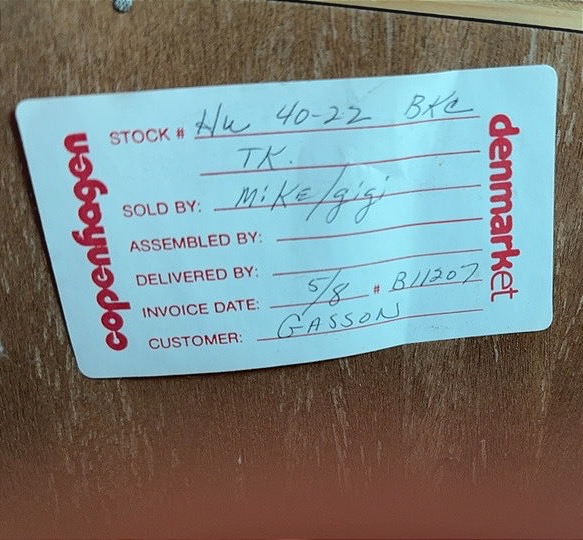 copenhagen
STOCK # Hu 40-22 BKC
TK.
SOLD BY: MiKE/gigi
ASSEMBLED BY:
DELIVERED BY:
INVOICE DATE: 5/8 # B11207
CUSTOMER: GASSON
denmarket